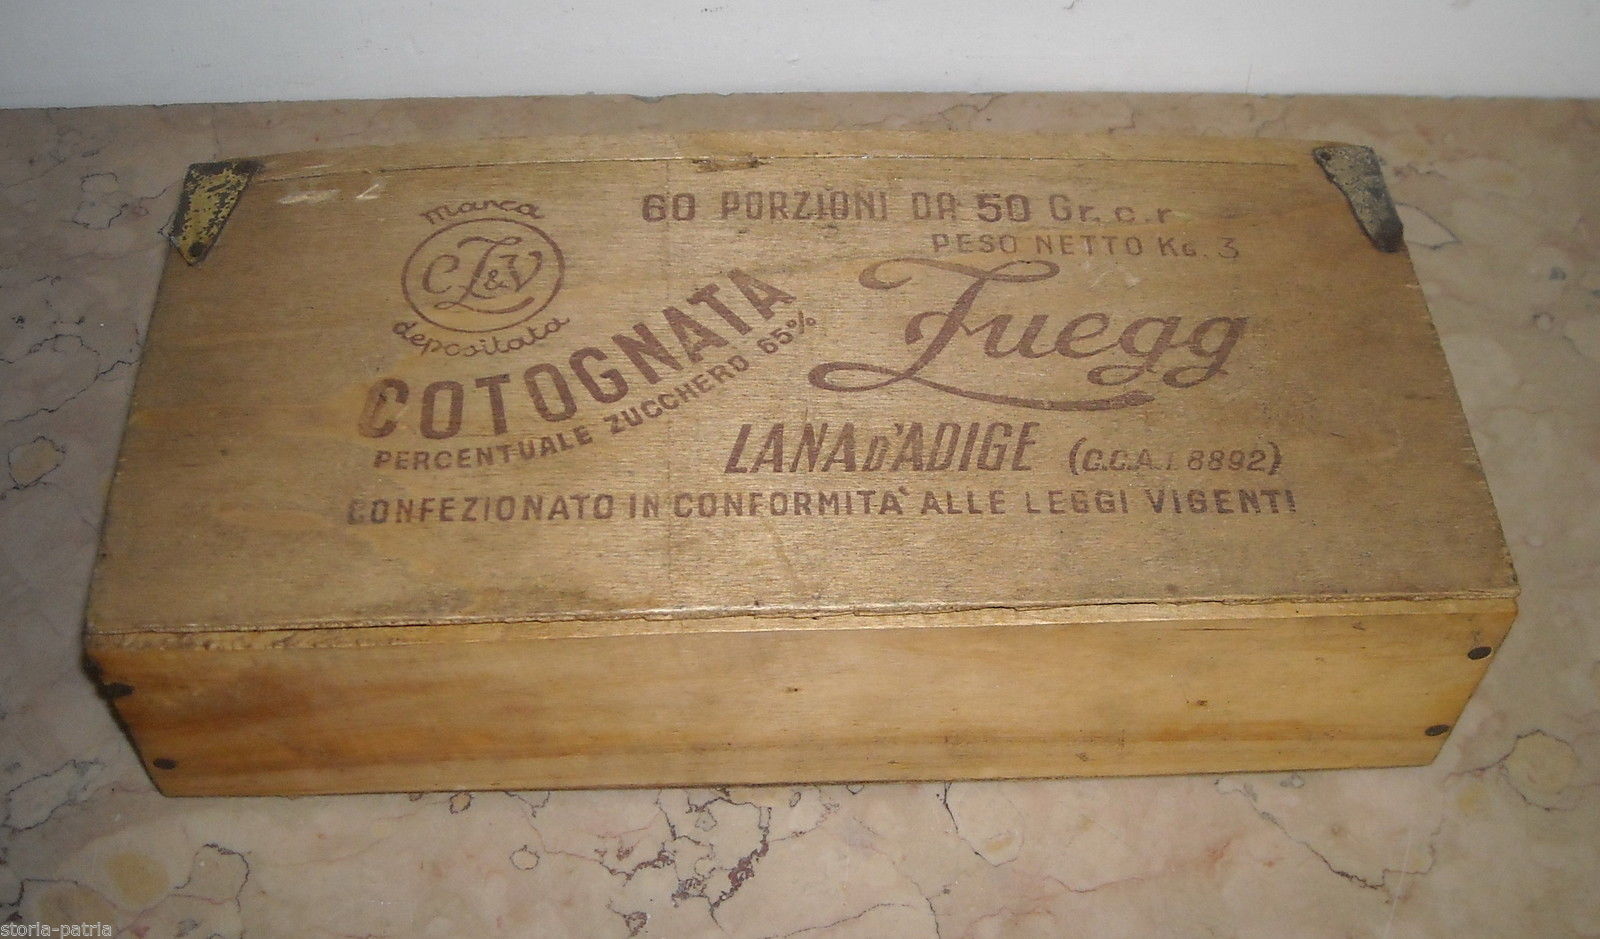 marca
C Z & V
depositata
60 PORZIONI DA 50 Gr. c. r
PESO NETTO KG. 3
COTOGNATA
PERCENTUALE ZUCCHERO 65%
Zuegg
LANA D'ADIGE (C.C.A.I. 8892)
CONFEZIONATO IN CONFORMITA' ALLE LEGGI VIGENTI
storia-patria